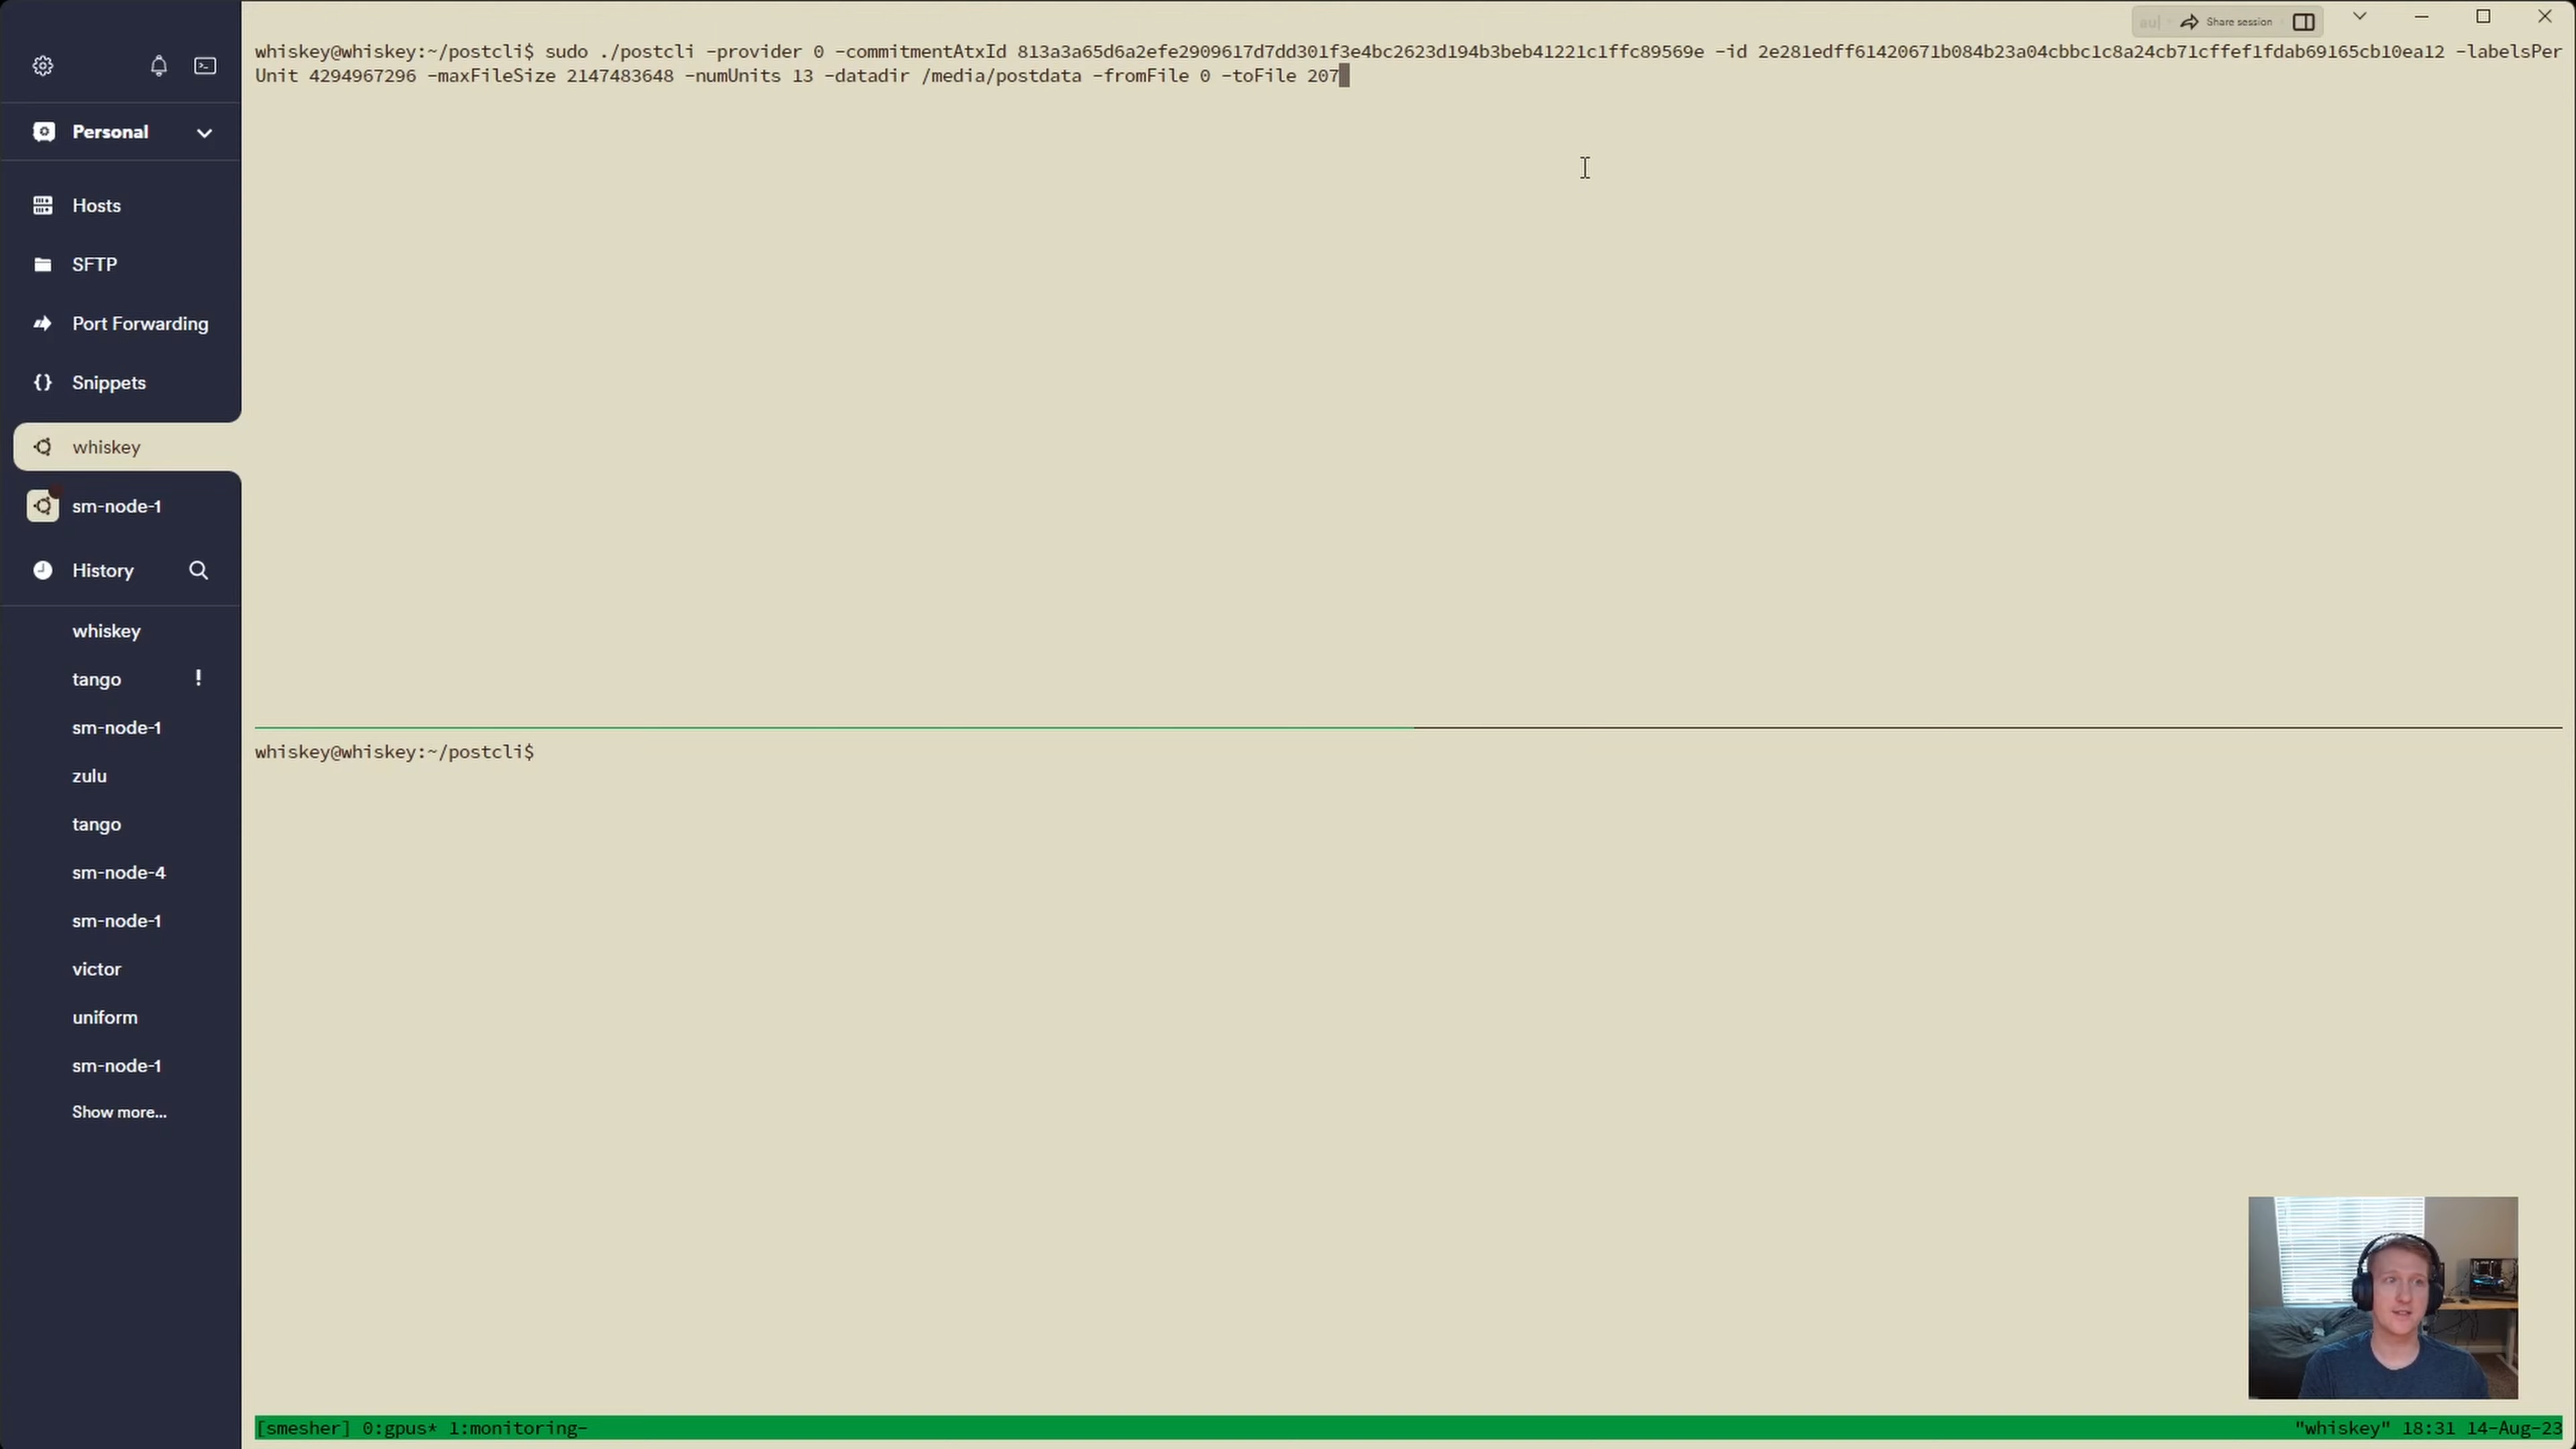 au|
Share session
Personal
Hosts
SFTP
Port Forwarding
Snippets
whiskey
sm-node-1
History
whiskey
tango
sm-node-1
zulu
tango
sm-node-4
sm-node-1
victor
uniform
sm-node-1
Show more...
whiskey@whiskey:~/postcli$ sudo ./postcli -provider 0 -commitmentAtxId 813a3a65d6a2efe2909617d7dd301f3e4bc2623d194b3beb41221c1ffc89569e -id 2e281edff61420671b084b23a04cbbc1c8a24cb71cffef1fdab69165cb10ea12 -labelsPer
Unit 4294967296 -maxFileSize 2147483648 -numUnits 13 -datadir /media/postdata -fromFile 0 -toFile 207
whiskey@whiskey:~/postcli$
[smesher] 0:gpus* 1:monitoring-
"whiskey" 18:31 14-Aug-23